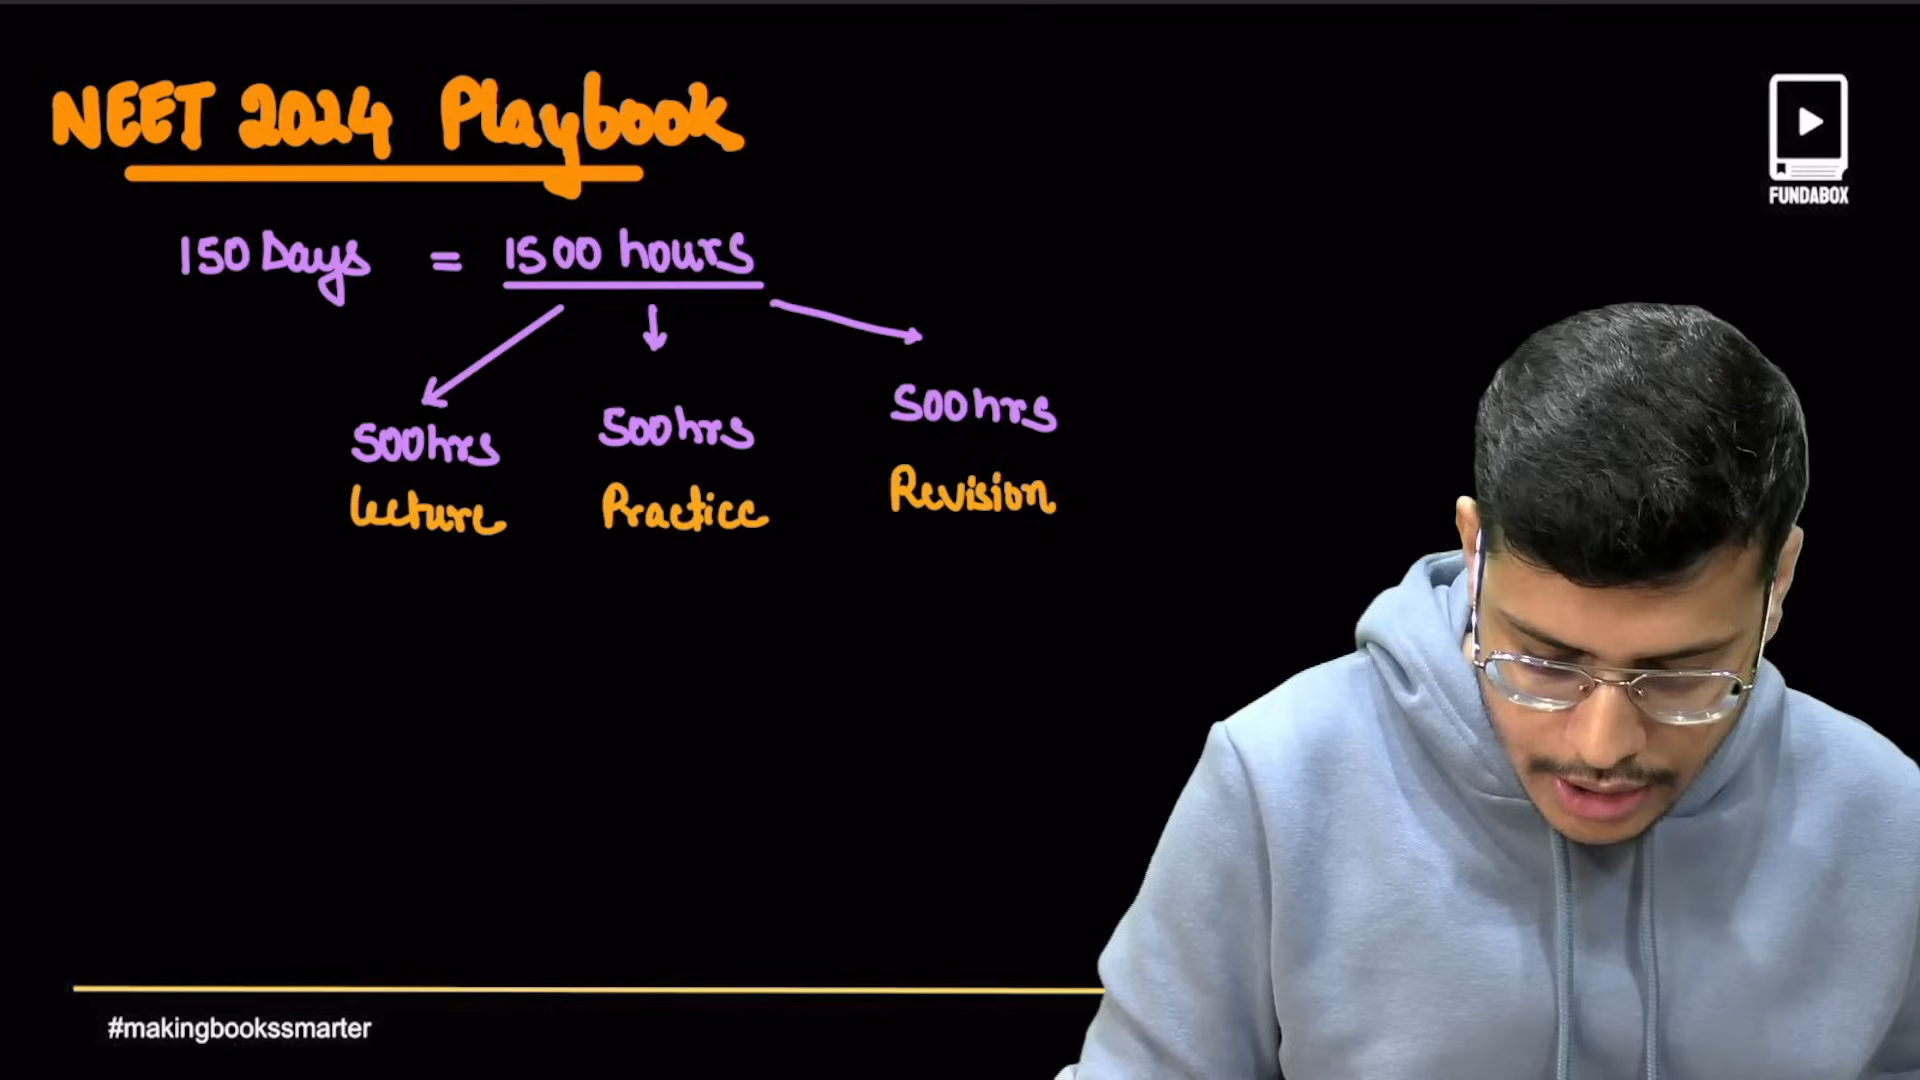 NEET 2024 Playbook
FUNDABOX
150 Days = 1500 hours
500hrs 500hrs 500hrs
Lecture Practice Revision
#makingbookssmarter